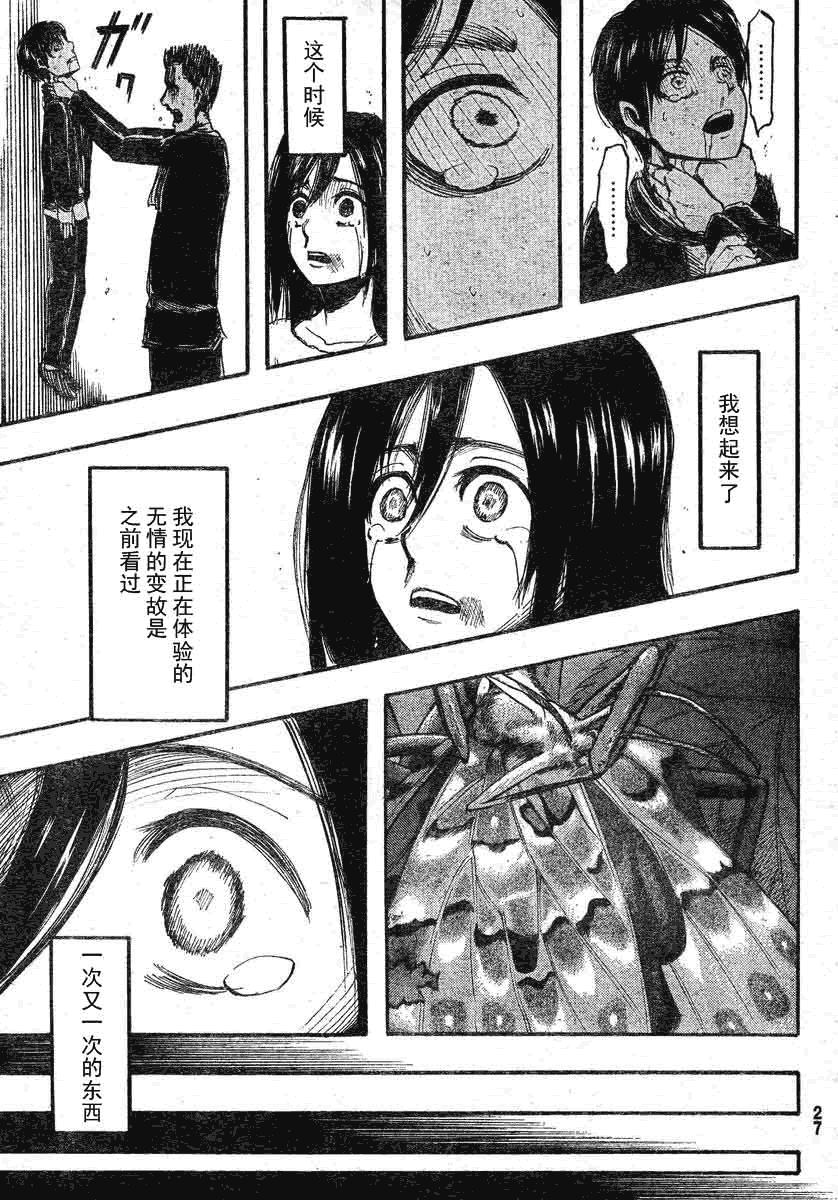 ………
………
这个时候
ガ
ク
我想起来了
我现在正在体验的
无情的变故是
之前看过
一次又一次的东西
27